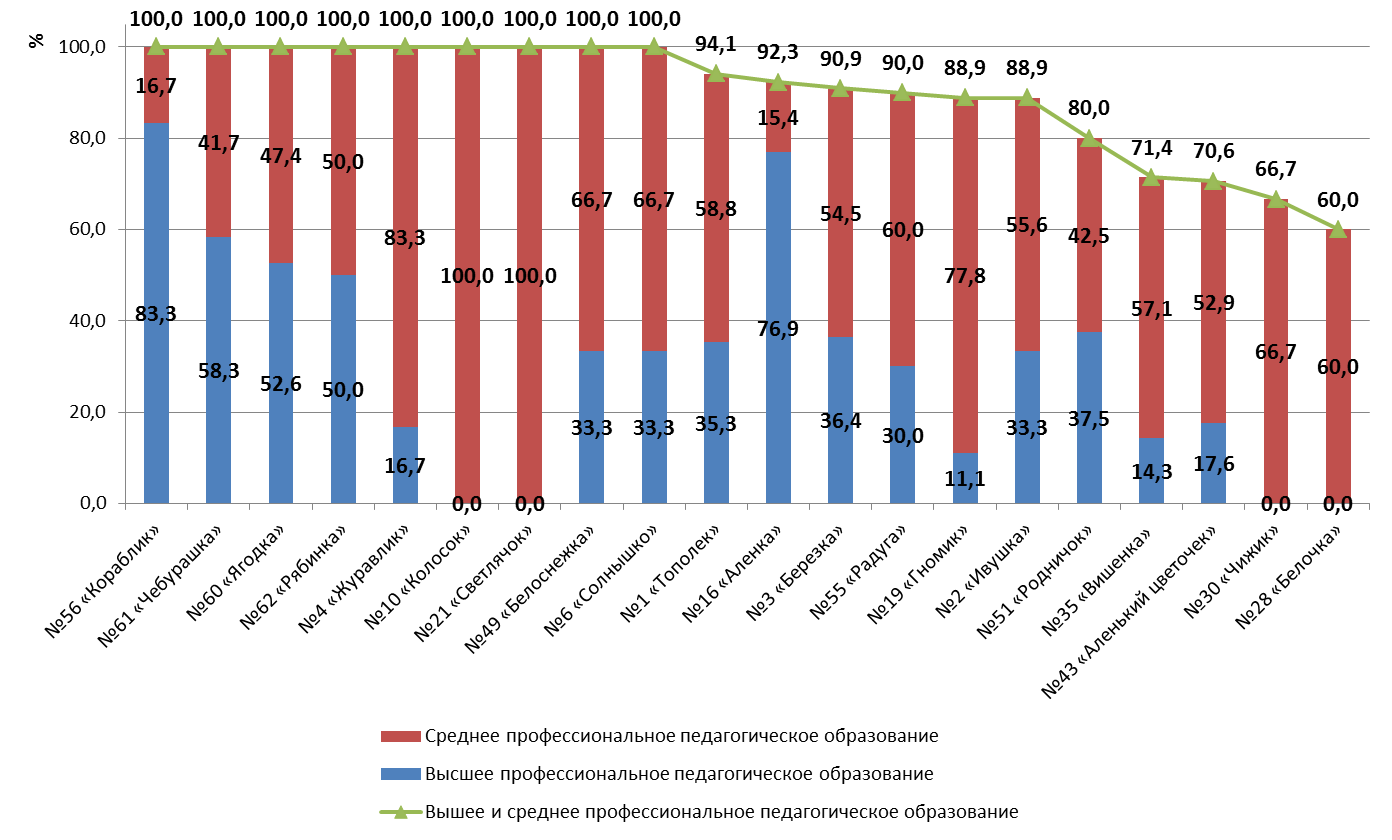 100,0 100,0 100,0 100,0 100,0 100,0 100,0 100,0 100,0 94,1 92,3 90,9 90,0 88,9 88,9 80,0 71,4 70,6 66,7 60,0
%
100,0
80,0
60,0
40,0
20,0
0,0
16,7 41,7 47,4 50,0 83,3 100,0 100,0 66,7 66,7 58,8 15,4 54,5 60,0 77,8 55,6 42,5 57,1 52,9 66,7 60,0
83,3 58,3 52,6 50,0 16,7 0,0 0,0 33,3 33,3 35,3 76,9 36,4 30,0 11,1 33,3 37,5 14,3 17,6 0,0 0,0
№56 «Кораблик»
№61 «Чебурашка»
№60 «Ягодка»
№62 «Рябинка»
№4 «Журавлик»
№10 «Колосок»
№21 «Светлячок»
№49 «Белоснежка»
№6 «Солнышко»
№1 «Тополек»
№16 «Аленка»
№3 «Березка»
№55 «Радуга»
№19 «Гномик»
№2 «Ивушка»
№51 «Родничок»
№35 «Вишенка»
№43 «Аленький цветочек»
№30 «Чижик»
№28 «Белочка»
Среднее профессиональное педагогическое образование
Высшее профессиональное педагогическое образование
Вышее и среднее профессиональное педагогическое образование